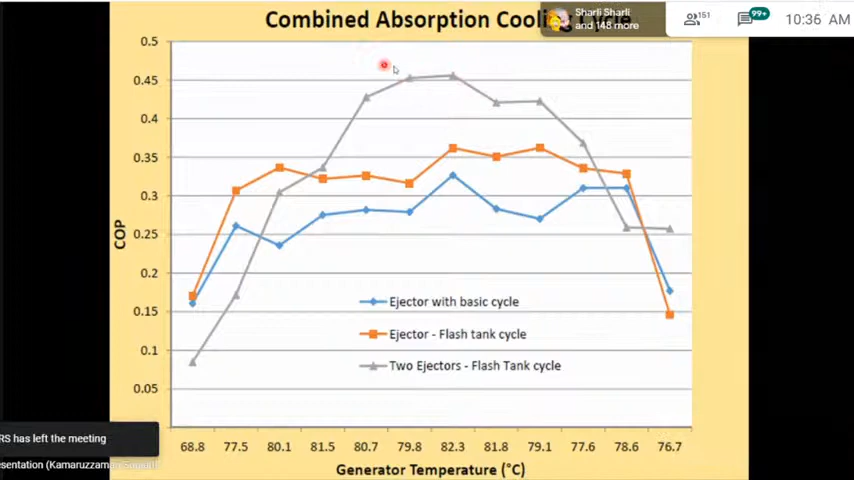 Combined Absorption Cooling Cycle
Sharli Sharli
and 148 more
151
99+
10:36 AM
0.5
0.45
0.4
0.35
0.3
0.25
0.2
0.15
0.1
0.05
COP
Ejector with basic cycle
Ejector - Flash tank cycle
Two Ejectors - Flash Tank cycle
RS has left the meeting
68.8 77.5 80.1 81.5 80.7 79.8 82.3 81.8 79.1 77.6 78.6 76.7
esentation (Kamaruzzaman
Generator Temperature (°C)